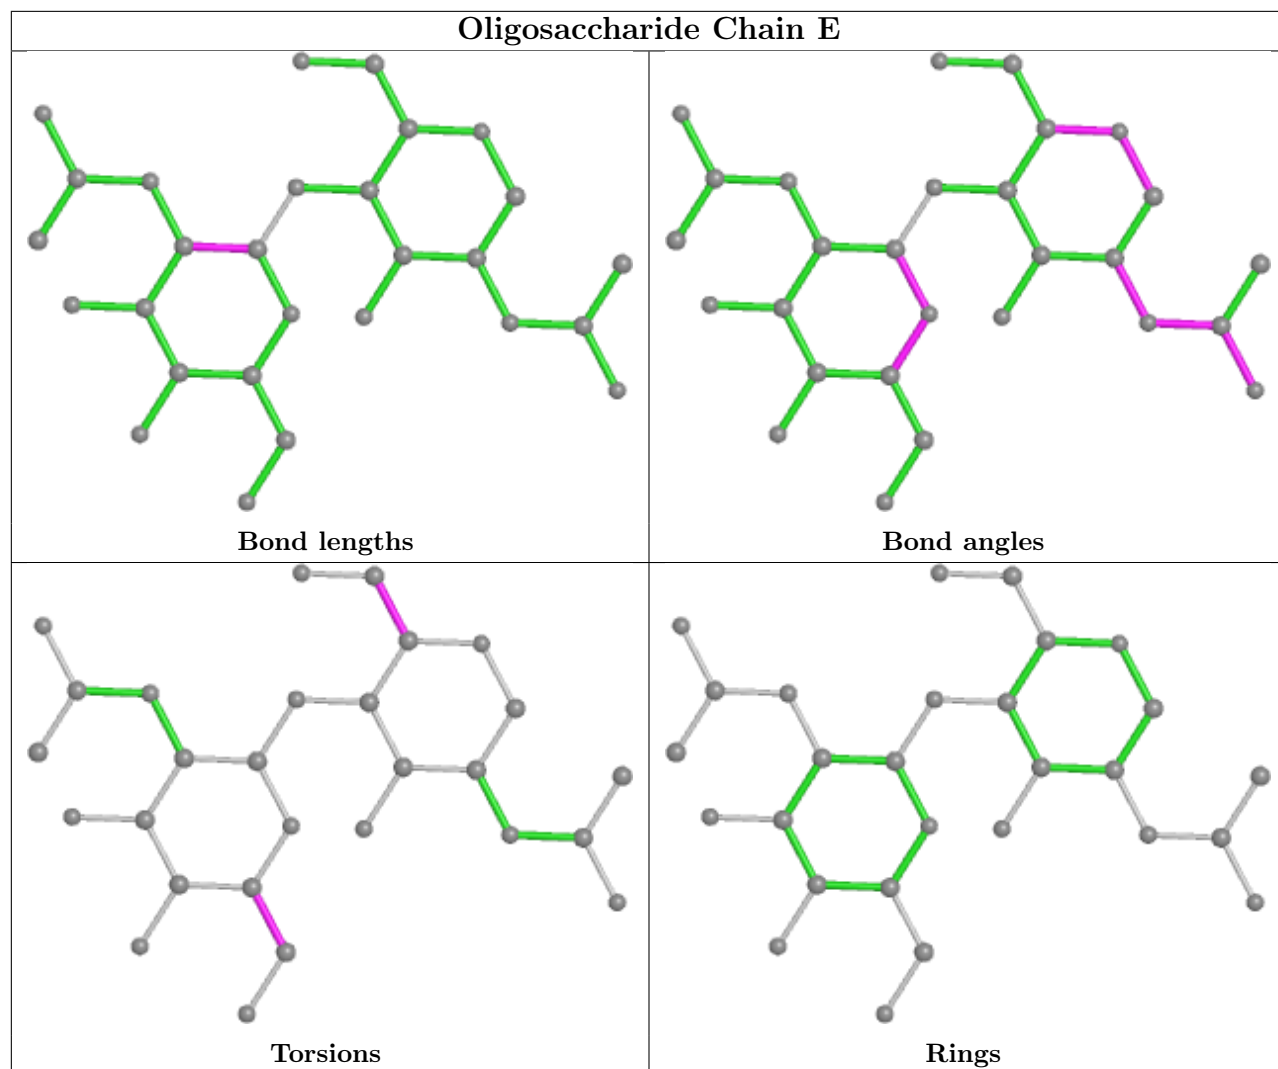 Oligosaccharide Chain E
Bond lengths
Bond angles
Torsions
Rings